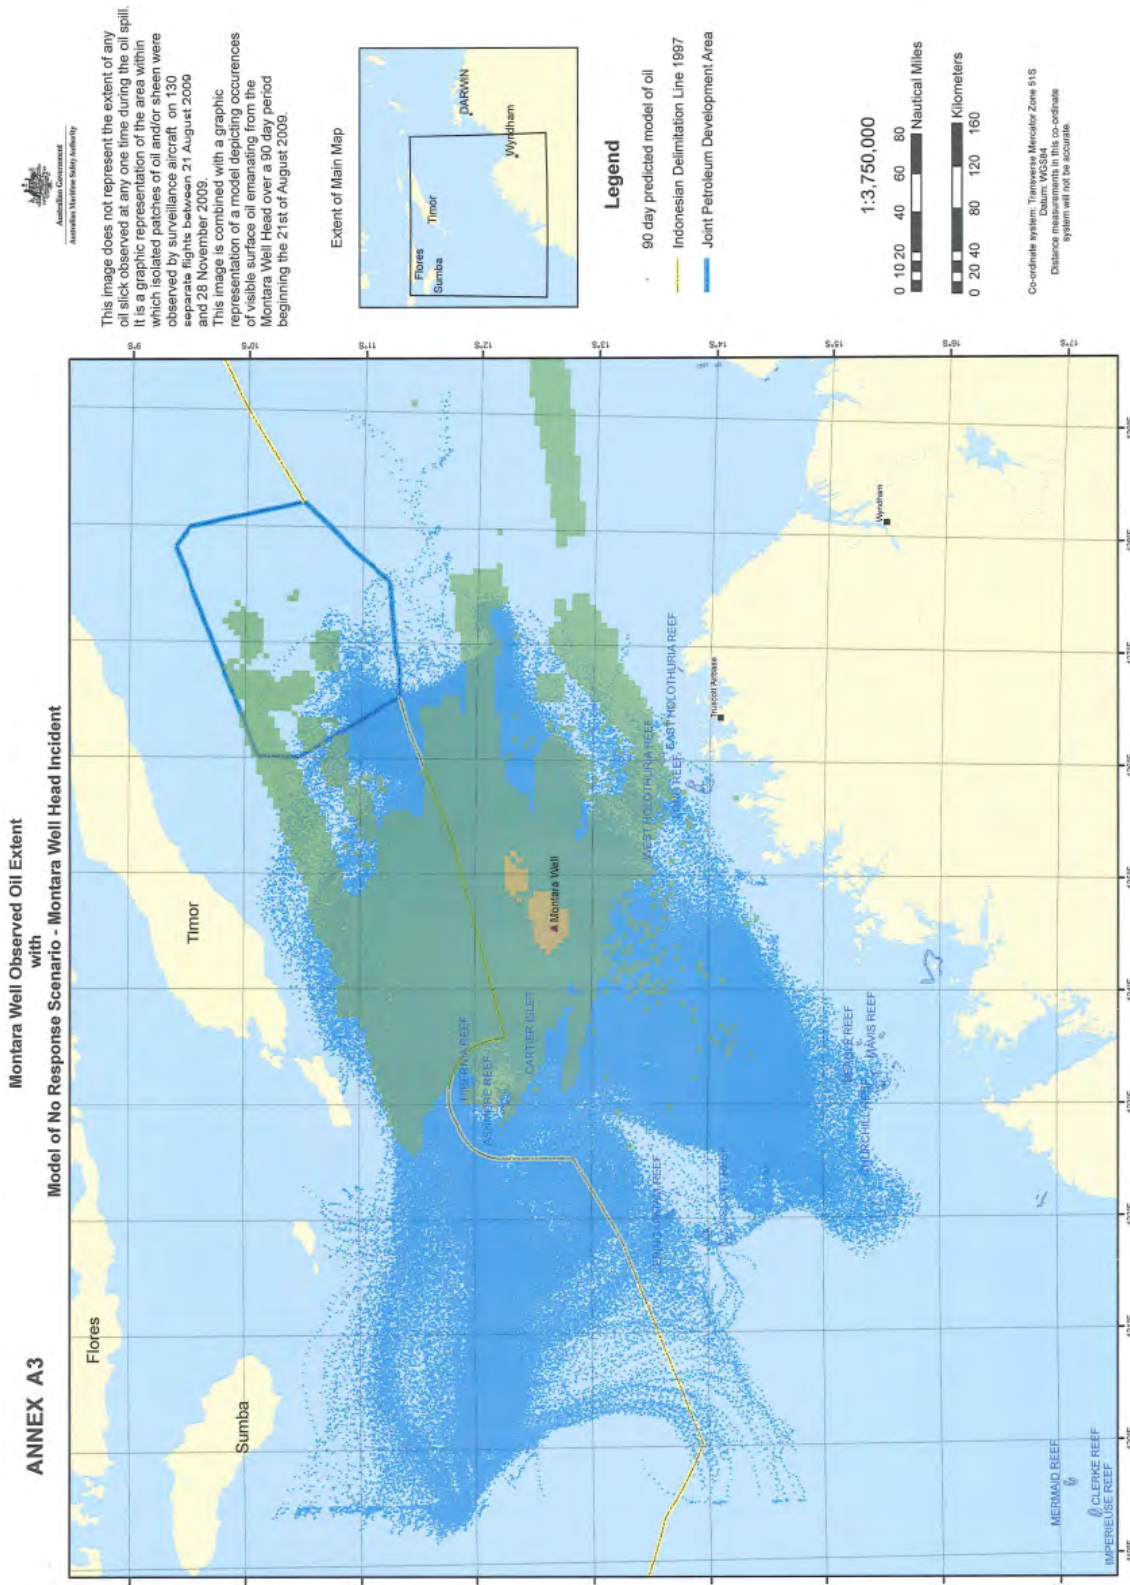 ANNEX A3
Montara Well Observed Oil Extent
with
Model of No Response Scenario - Montara Well Head Incident
Australian Government
Australian Maritime Safety Authority
This image does not represent the extent of any
oil slick observed at any one time during the oil spill.
It is a graphic representation of the area within
which isolated patches of oil and/or sheen were
observed by surveillance aircraft on 130
separate flights between 21 August 2009
and 28 November 2009.
This image is combined with a graphic
representation of a model depicting occurences
of visible surface oil emanating from the
Montara Well Head over a 90 day period
beginning the 21st of August 2009.
Extent of Main Map
Flores
Sumba
Timor
DARWIN
Wyndham
Legend
90 day predicted model of oil
Indonesian Delimitation Line 1997
Joint Petroleum Development Area
1:3,750,000
0 10 20 40 60 80
Nautical Miles
Kilometers
0 20 40 80 120 160
Co-ordinate system: Transverse Mercator Zone 51S
Datum: WGS84
Distance measurements in this co-ordinate
system will not be accurate.
Flores
Sumba
Timor
HIBERNIA REEF
ASHMORE REEF
CARTIER ISLET
Montara Well
WEST HOLOTHURIA REEF
EAST HOLOTHURIA REEF
LONG REEF
Truscott Airbase
Wyndham
BEAGLE REEF
MAVIS REEF
CHURCHILL REEF
MERMAID REEF
CLERKE REEF
IMPERIEUSE REEF
9°S
10°S
11°S
12°S
13°S
14°S
15°S
16°S
17°S